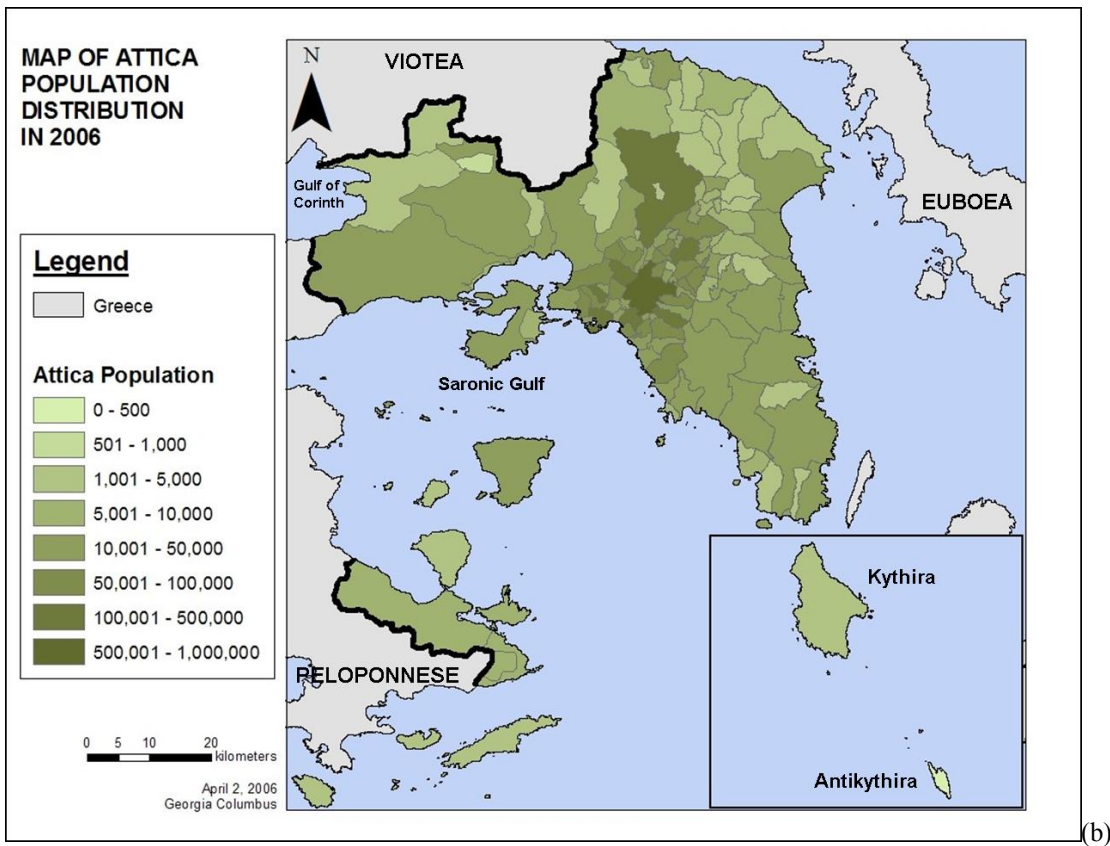 MAP OF ATTICA
POPULATION
DISTRIBUTION
IN 2006
N
VIOTEA
Gulf of
Corinth
EUBOEA
Legend
Greece
Attica Population
0 - 500
501 - 1,000
1,001 - 5,000
5,001 - 10,000
10,001 - 50,000
50,001 - 100,000
100,001 - 500,000
500,001 - 1,000,000
Saronic Gulf
PELOPONNESE
Kythira
Antikythira
0 5 10 20
kilometers
April 2, 2006
Georgia Columbus
(b)